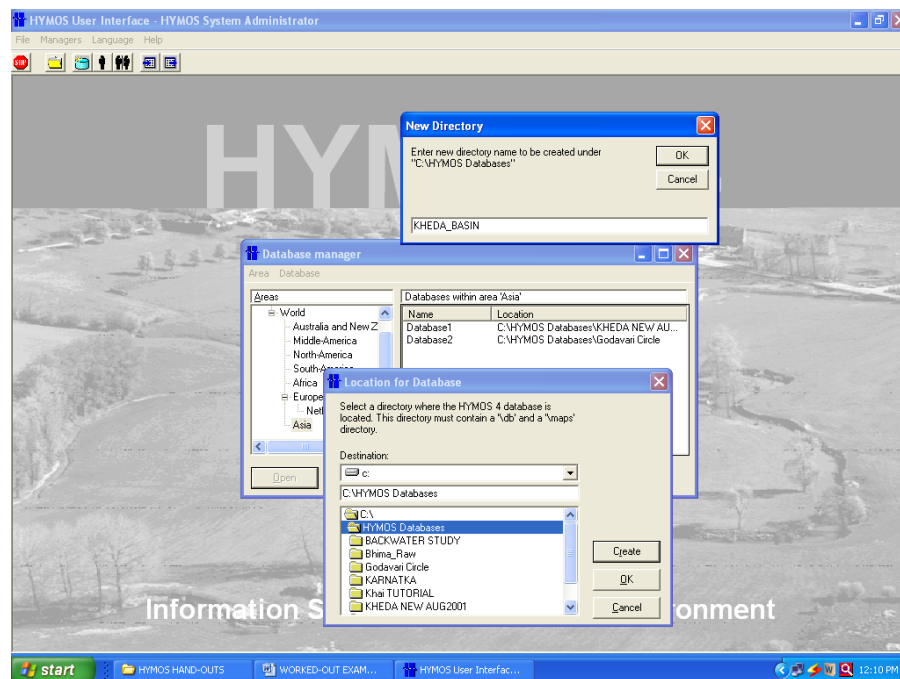 HYMOS User Interface - HYMOS System Administrator
File Managers Language Help
STOP
HY
New Directory
Enter new directory name to be created under
"C:\HYMOS Databases"
OK
Cancel
KHEDA_BASIN
Database manager
Area Database
Areas
Databases within area 'Asia'
World
Australia and New Z
Middle-America
North-America
South-America
Africa
Europe
Asia
Name Location
Database1 C:\HYMOS Databases\KHEDA NEW AU...
Database2 C:\HYMOS Databases\Godavari Circle
Open
Location for Database
Select a directory where the HYMOS 4 database is
located. This directory must contain a '\db' and a '\maps'
directory.
Destination:
c:
C:\HYMOS Databases
C:\
HYMOS Databases
BACKWATER STUDY
Bhima_Raw
Godavari Circle
KARNATKA
Khai TUTORIAL
KHEDA NEW AUG2001
Create
OK
Cancel
Information S onment
start HYMOS HAND-OUTS WORKED-OUT EXAM... HYMOS User Interfac... 12:10 PM